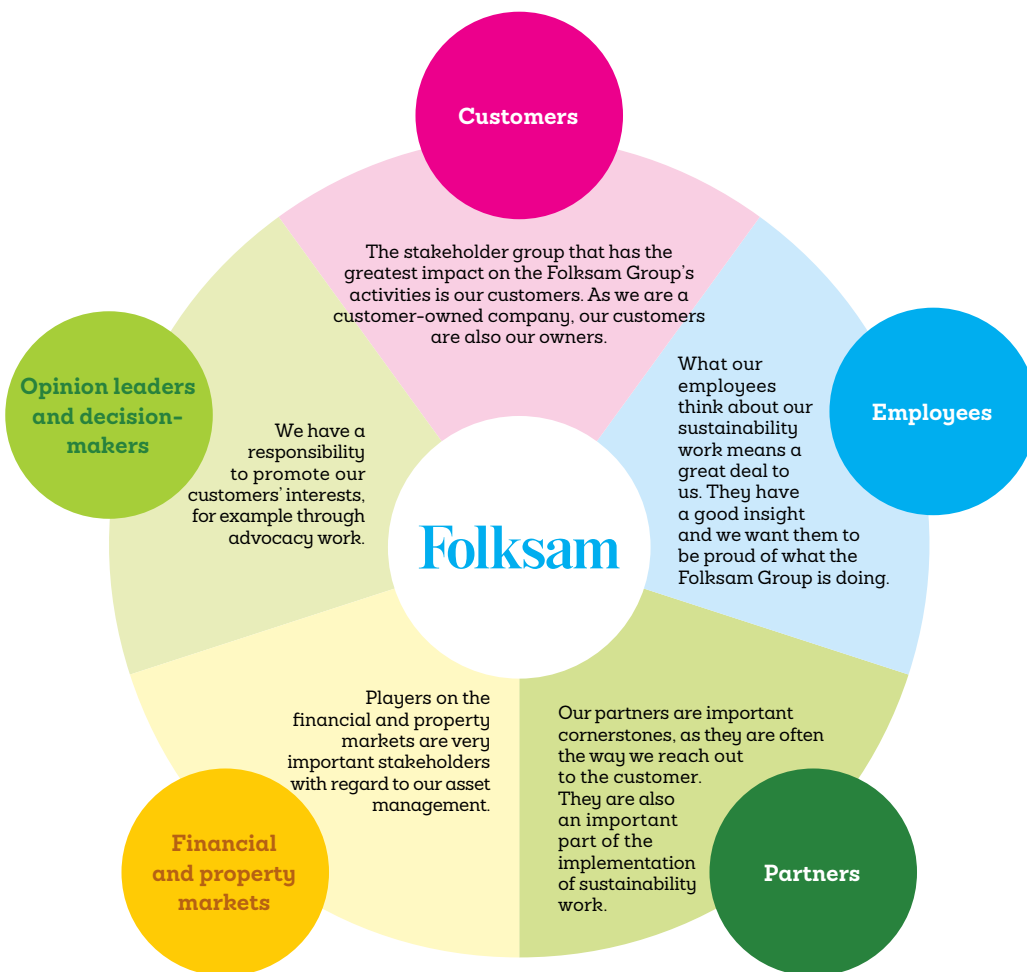 Customers
The stakeholder group that has the
greatest impact on the Folksam Group's
activities is our customers. As we are a
customer-owned company, our customers
are also our owners.
Employees
What our
employees
think about our
sustainability
work means a
great deal to
us. They have
a good insight
and we want them to
be proud of what the
Folksam Group is doing.
Partners
Our partners are important
cornerstones, as they are often
the way we reach out
to the customer.
They are also
an important
part of the
implementation
of sustainability
work.
Financial
and property
markets
Players on the
financial and property
markets are very
important stakeholders
with regard to our asset
management.
Opinion leaders
and decision-
makers
We have a
responsibility
to promote our
customers' interests,
for example through
advocacy work.
Folksam